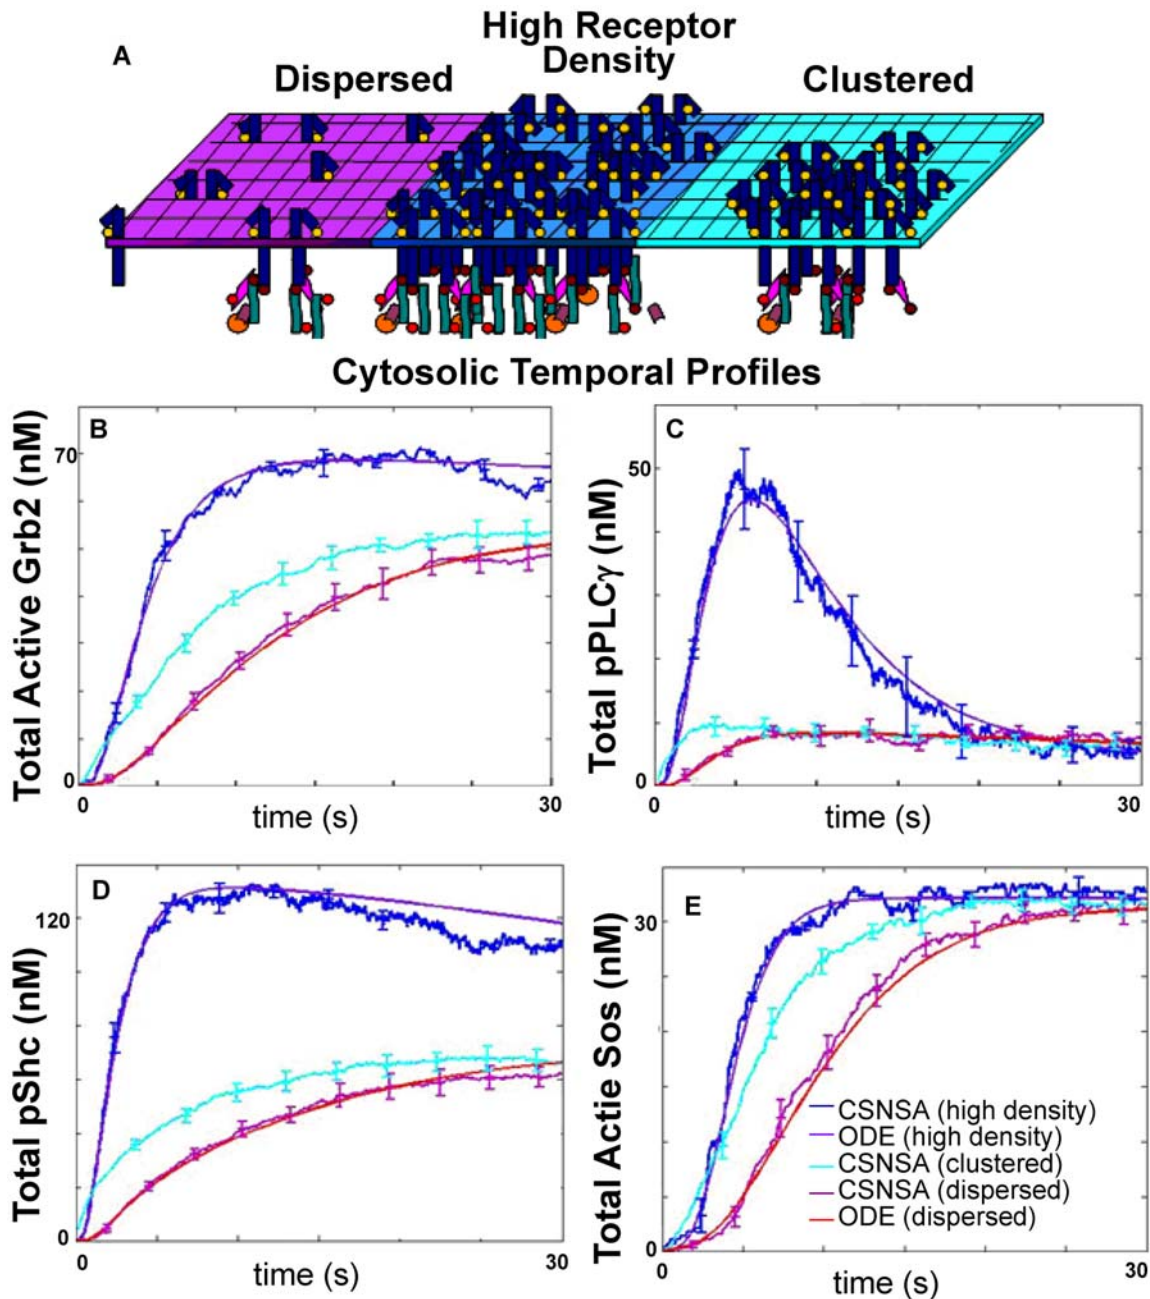 High Receptor
Density
A
Dispersed
Clustered
Cytosolic Temporal Profiles
B
Total Active Grb2 (nM)
70
0
0
30
time (s)
C
Total pPLCγ (nM)
50
0
0
30
time (s)
D
Total pShc (nM)
120
0
0
30
time (s)
E
Total Actie Sos (nM)
30
0
0
30
time (s)
CSNSA (high density)
ODE (high density)
CSNSA (clustered)
CSNSA (dispersed)
ODE (dispersed)